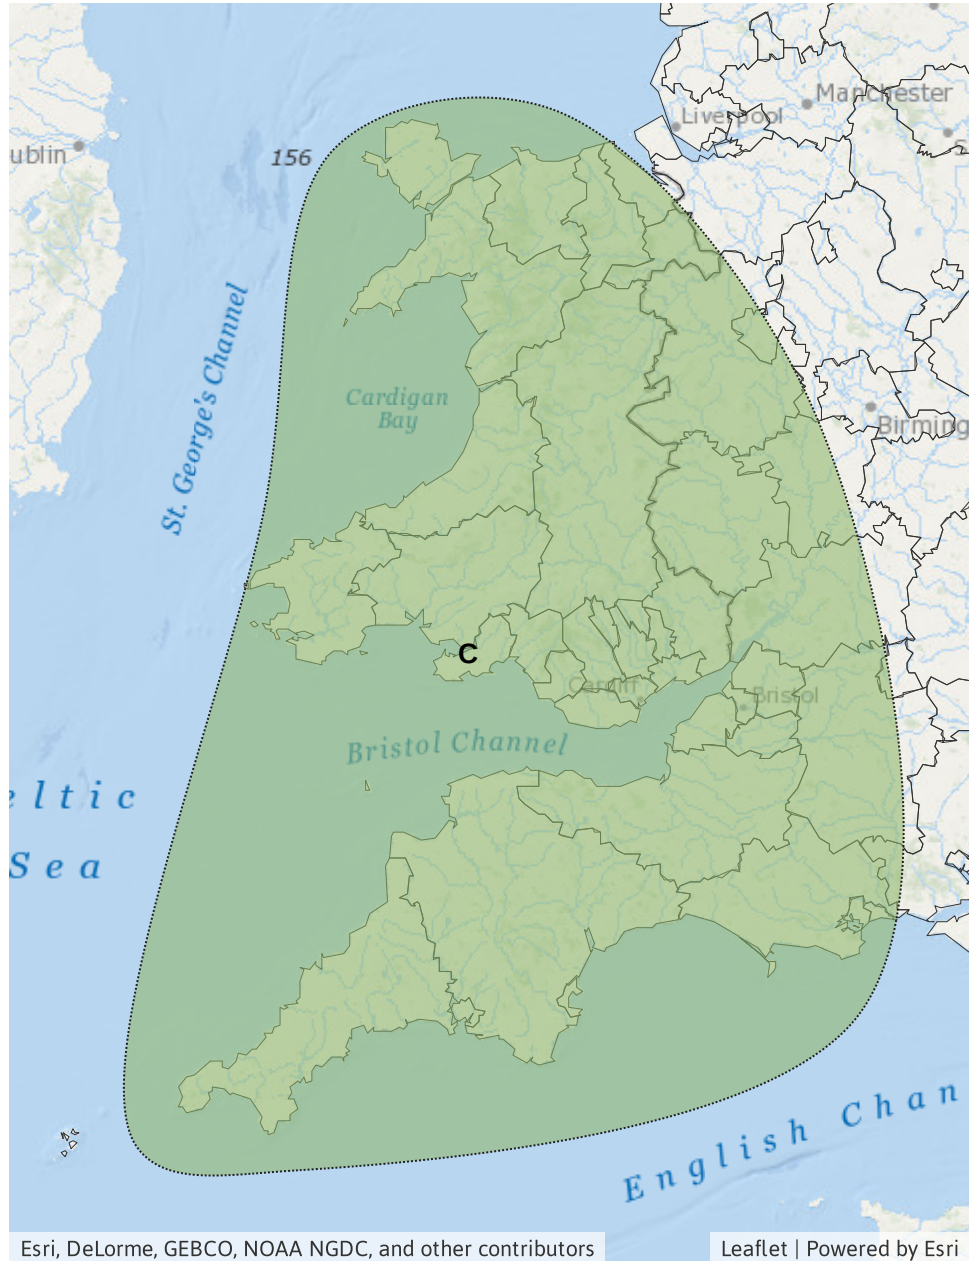 Manchester
Liverpool
ublin
156
S
St. George's Channel
Cardigan
Bay
Birming
C
Cardiff
Bristol
Bristol Channel
eltic
Sea
English Chan
Esri, DeLorme, GEBCO, NOAA NGDC, and other contributors
Leaflet | Powered by Esri